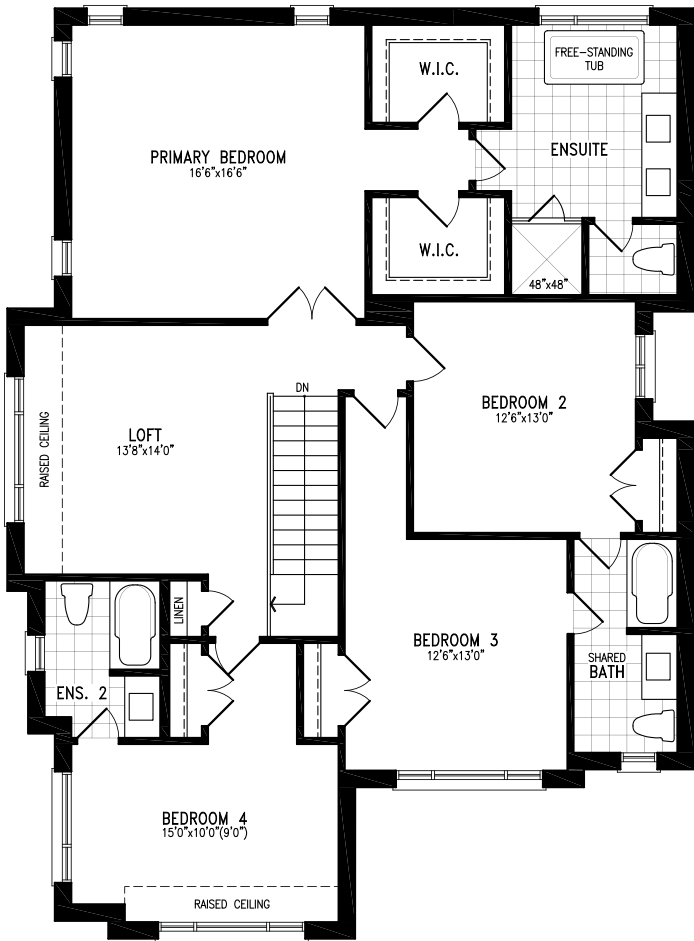 FREE-STANDING
TUB
W.I.C.
PRIMARY BEDROOM
16'6"x16'6"
ENSUITE
W.I.C.
48"x48"
DN
BEDROOM 2
12'6"x13'0"
LOFT
13'8"x14'0"
RAISED CEILING
LINEN
BEDROOM 3
12'6"x13'0"
SHARED
BATH
ENS. 2
BEDROOM 4
15'0"x10'0"(9'0")
RAISED CEILING